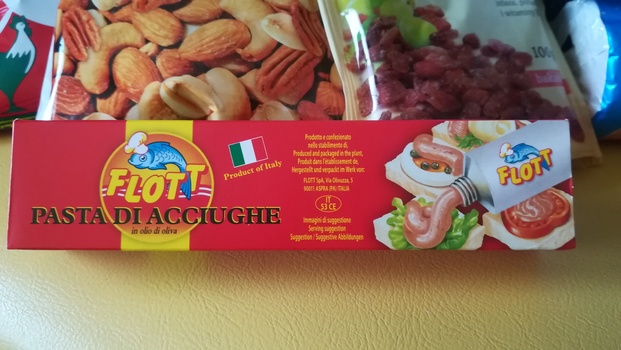 100g
FLOTT
PASTA DI ACCIUGHE
in olio di oliva
Product of Italy
Prodotto e confezionato
nello stabilimento di,
Produced and packaged in the plant,
Produit dans l'établissement de,
Hergestellt und verpackt im Werk von:
FLOTT SpA, Via Olivuzza, 5
90011 ASPRA (PA) ITALIA
IT
53 CE
Immagini di suggestione
Serving suggestion
Suggestion / Suggestive Abbildungen
FLOTT